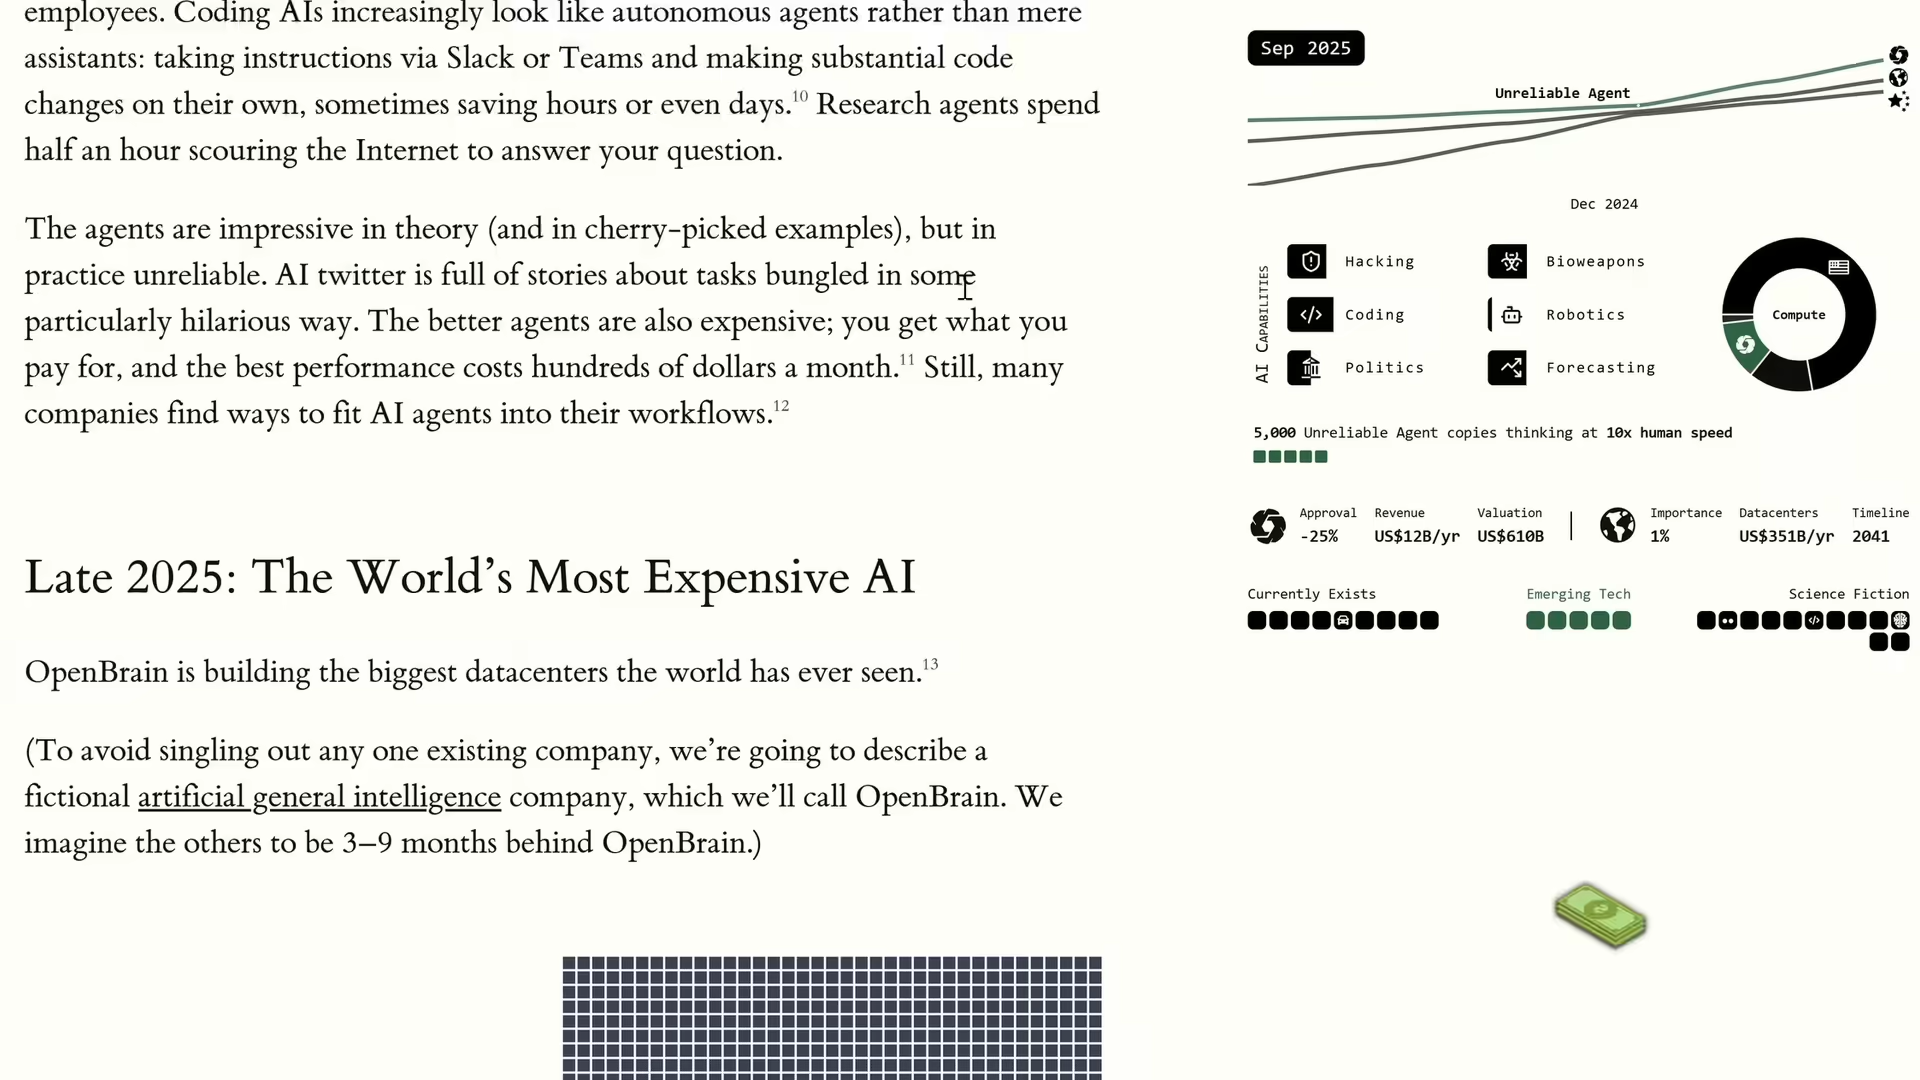 employees. Coding AIs increasingly look like autonomous agents rather than mere
assistants: taking instructions via Slack or Teams and making substantial code
changes on their own, sometimes saving hours or even days.10 Research agents spend
half an hour scouring the Internet to answer your question.
The agents are impressive in theory (and in cherry-picked examples), but in
practice unreliable. AI twitter is full of stories about tasks bungled in some
particularly hilarious way. The better agents are also expensive; you get what you
pay for, and the best performance costs hundreds of dollars a month.11 Still, many
companies find ways to fit AI agents into their workflows.12
Late 2025: The World’s Most Expensive AI
OpenBrain is building the biggest datacenters the world has ever seen.13
(To avoid singling out any one existing company, we’re going to describe a
fictional artificial general intelligence company, which we’ll call OpenBrain. We
imagine the others to be 3–9 months behind OpenBrain.)
Sep 2025
Unreliable Agent
Dec 2024
AI Capabilities
Hacking
Bioweapons
Coding
Robotics
Politics
Forecasting
Compute
5,000 Unreliable Agent copies thinking at 10x human speed
Approval Revenue Valuation Importance Datacenters Timeline
-25% US$12B/yr US$610B 1% US$351B/yr 2041
Currently Exists Emerging Tech Science Fiction